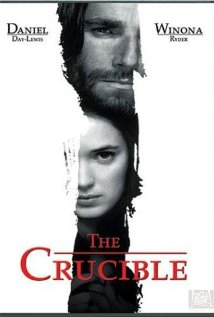 DANIEL
DAY-LEWIS
WINONA
RYDER
THE
CRUCIBLE